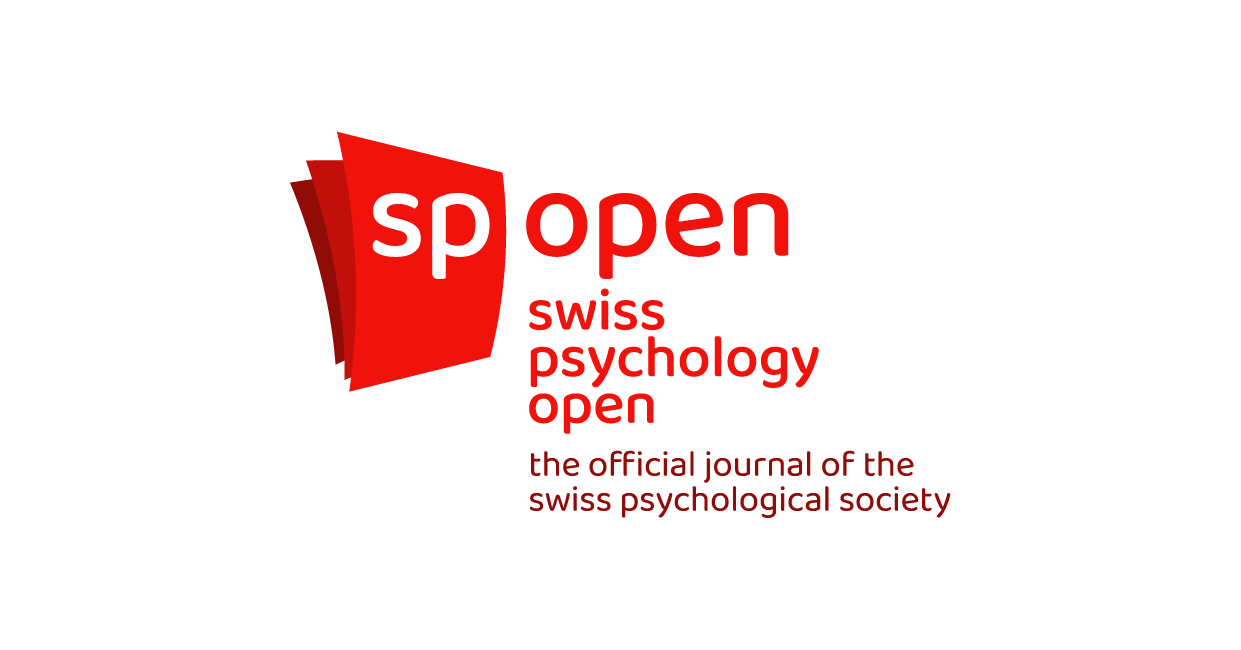 sp open
swiss
psychology
open
the official journal of the
swiss psychological society